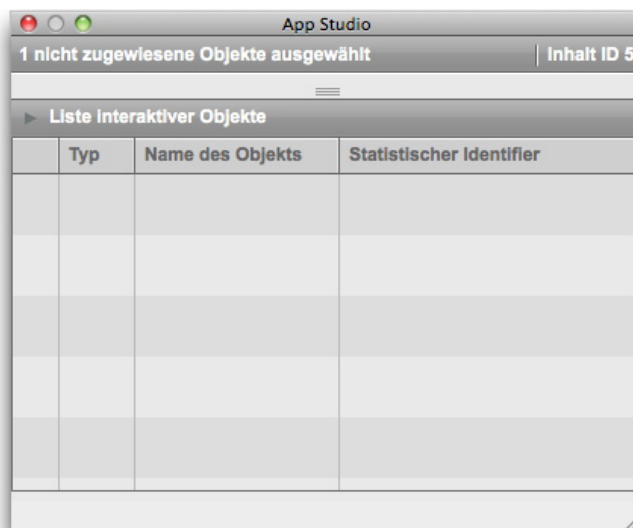 App Studio
1 nicht zugewiesene Objekte ausgewählt Inhalt ID 5
Liste interaktiver Objekte
Typ Name des Objekts Statistischer Identifier